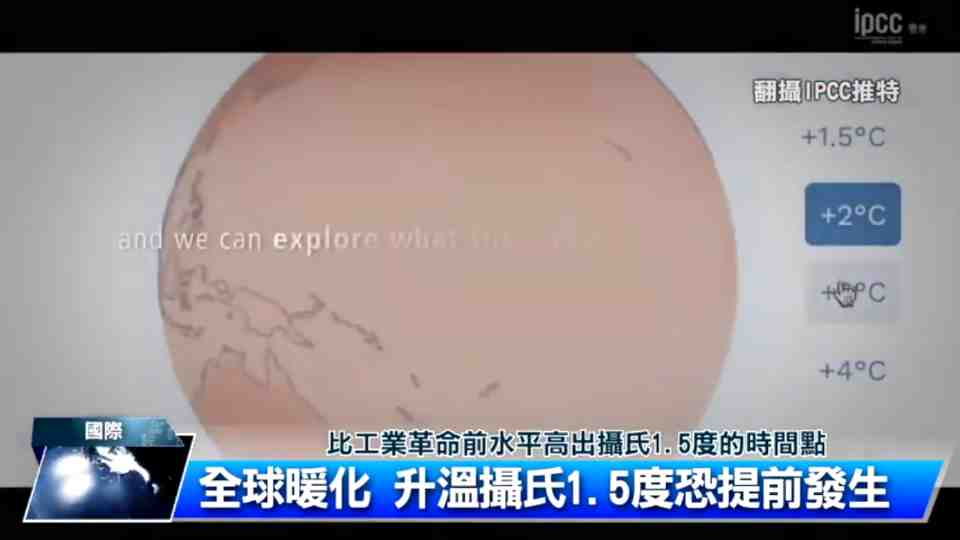 ipcc
翻攝IPCC推特
+1.5°C
+2°C
and we can explore what
+4°C
國際
比工業革命前水平高出攝氏1.5度的時間點
全球暖化 升溫攝氏1.5度恐提前發生